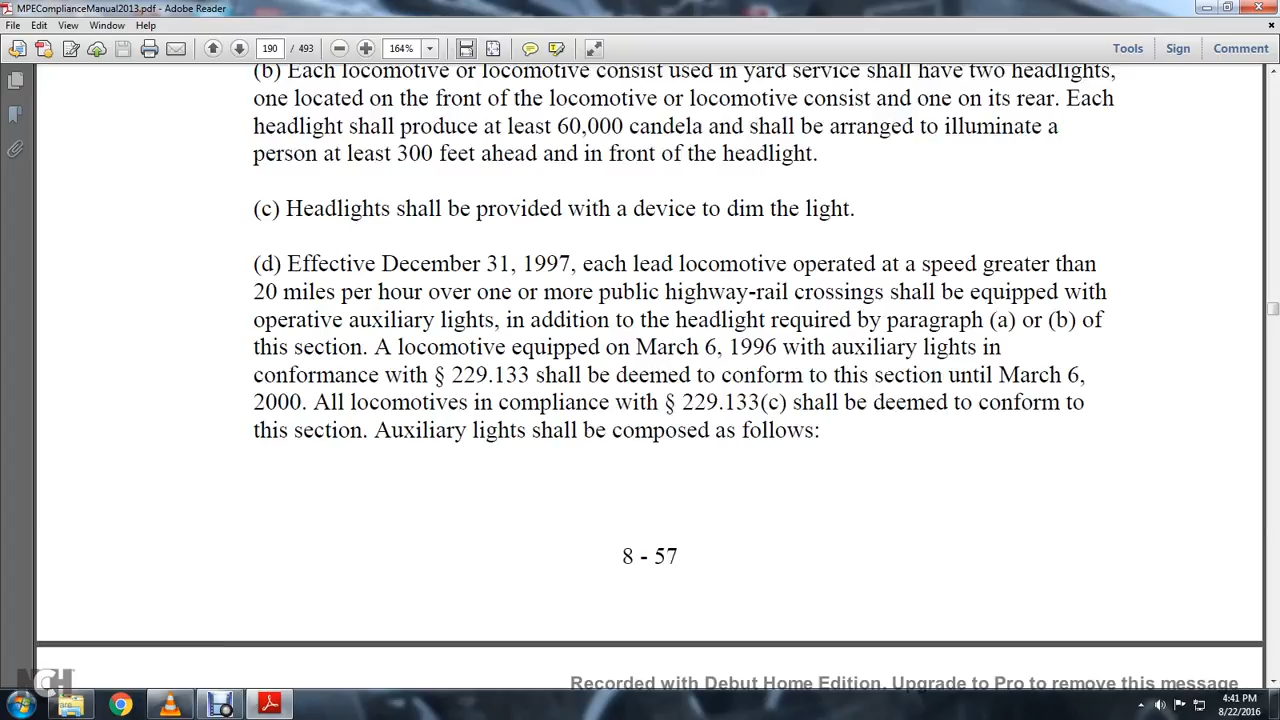 MPEComplianceManual2013.pdf - Adobe Reader
File Edit View Window Help
190 / 493 164% Tools Sign Comment
(b) Each locomotive or locomotive consist used in yard service shall have two headlights,
one located on the front of the locomotive or locomotive consist and one on its rear. Each
headlight shall produce at least 60,000 candela and shall be arranged to illuminate a
person at least 300 feet ahead and in front of the headlight.
(c) Headlights shall be provided with a device to dim the light.
(d) Effective December 31, 1997, each lead locomotive operated at a speed greater than
20 miles per hour over one or more public highway-rail crossings shall be equipped with
operative auxiliary lights, in addition to the headlight required by paragraph (a) or (b) of
this section. A locomotive equipped on March 6, 1996 with auxiliary lights in
conformance with § 229.133 shall be deemed to conform to this section until March 6,
2000. All locomotives in compliance with § 229.133(c) shall be deemed to conform to
this section. Auxiliary lights shall be composed as follows:
8 - 57
NCH
Recorded with Debut Home Edition. Upgrade to Pro to remove this message
4:41 PM
8/22/2016